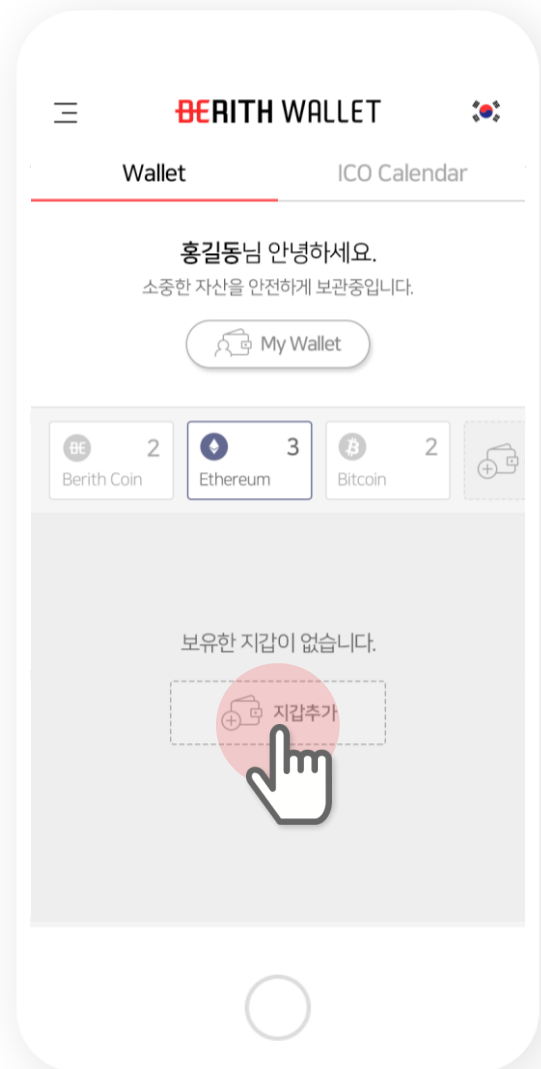 BERITH WALLET
Wallet ICO Calendar
홍길동님 안녕하세요.
소중한 자산을 안전하게 보관중입니다.
My Wallet
BE 2 3 2
Berith Coin Ethereum Bitcoin
보유한 지갑이 없습니다.
지갑추가